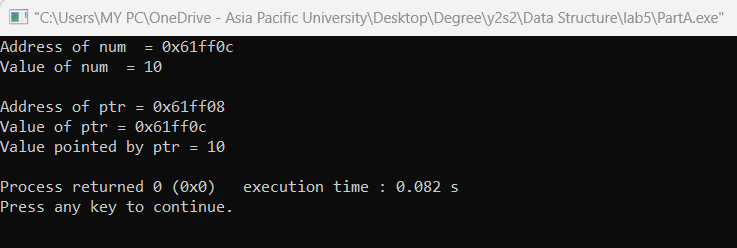 "C:\Users\MY PC\OneDrive - Asia Pacific University\Desktop\Degree\y2s2\Data Structure\lab5\PartA.exe"
Address of num  = 0x61ff0c
Value of num  = 10

Address of ptr = 0x61ff08
Value of ptr = 0x61ff0c
Value pointed by ptr = 10

Process returned 0 (0x0)   execution time : 0.082 s
Press any key to continue.